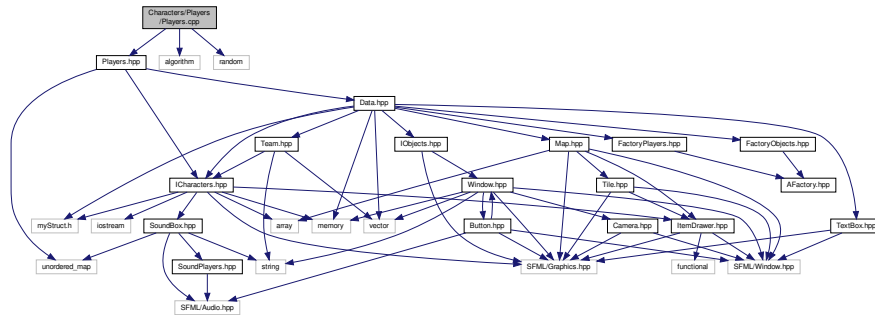 Characters/Players
/Players.cpp
Players.hpp
algorithm
random
Data.hpp
Team.hpp
IObjects.hpp
Map.hpp
FactoryPlayers.hpp
FactoryObjects.hpp
ICharacters.hpp
Window.hpp
Tile.hpp
AFactory.hpp
myStruct.h
iostream
SoundBox.hpp
array
memory
vector
Button.hpp
Camera.hpp
ItemDrawer.hpp
TextBox.hpp
unordered_map
SoundPlayers.hpp
string
SFML/Graphics.hpp
functional
SFML/Window.hpp
SFML/Audio.hpp